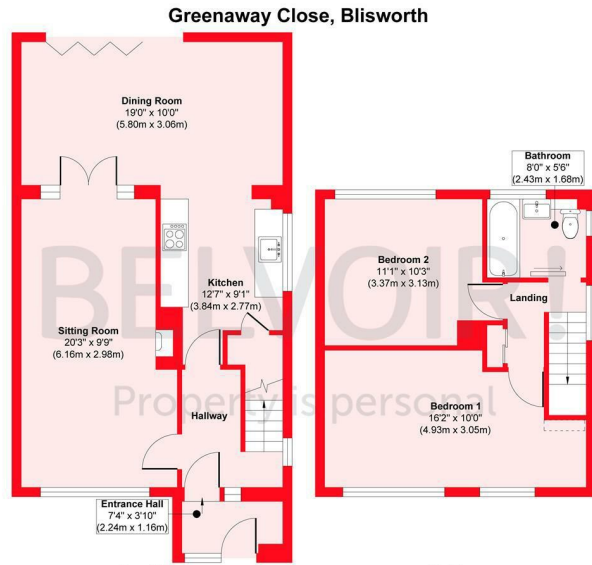 Greenaway Close, Blisworth
Dining Room
19'0" x 10'0"
(5.80m x 3.06m)
Bathroom
8'0" x 5'6"
(2.43m x 1.68m)
Bedroom 2
11'1" x 10'3"
(3.37m x 3.13m)
Landing
Kitchen
12'7" x 9'1"
(3.84m x 2.77m)
BELVOIR!
Sitting Room
20'3" x 9'9"
(6.16m x 2.98m)
Property is personal
Hallway
Bedroom 1
16'2" x 10'0"
(4.93m x 3.05m)
Entrance Hall
7'4" x 3'10"
(2.24m x 1.16m)